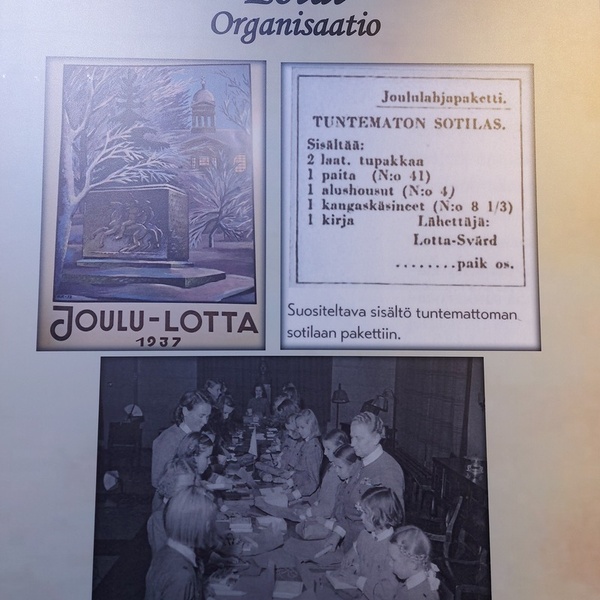 Organisaatio
JOULU-LOTTA
1937
Joululahjapaketti.
TUNTEMATON SOTILAS.
Sisältää:
2 laat. tupakkaa
1 paita (N:o 41)
1 alushousut (N:o 4)
1 kangaskäsineet (N:o 8 1/3)
1 kirja Lähettäjä:
Lotta-Svärd
........paik os.
Suositeltava sisältö tuntemattoman
sotilaan pakettiin.